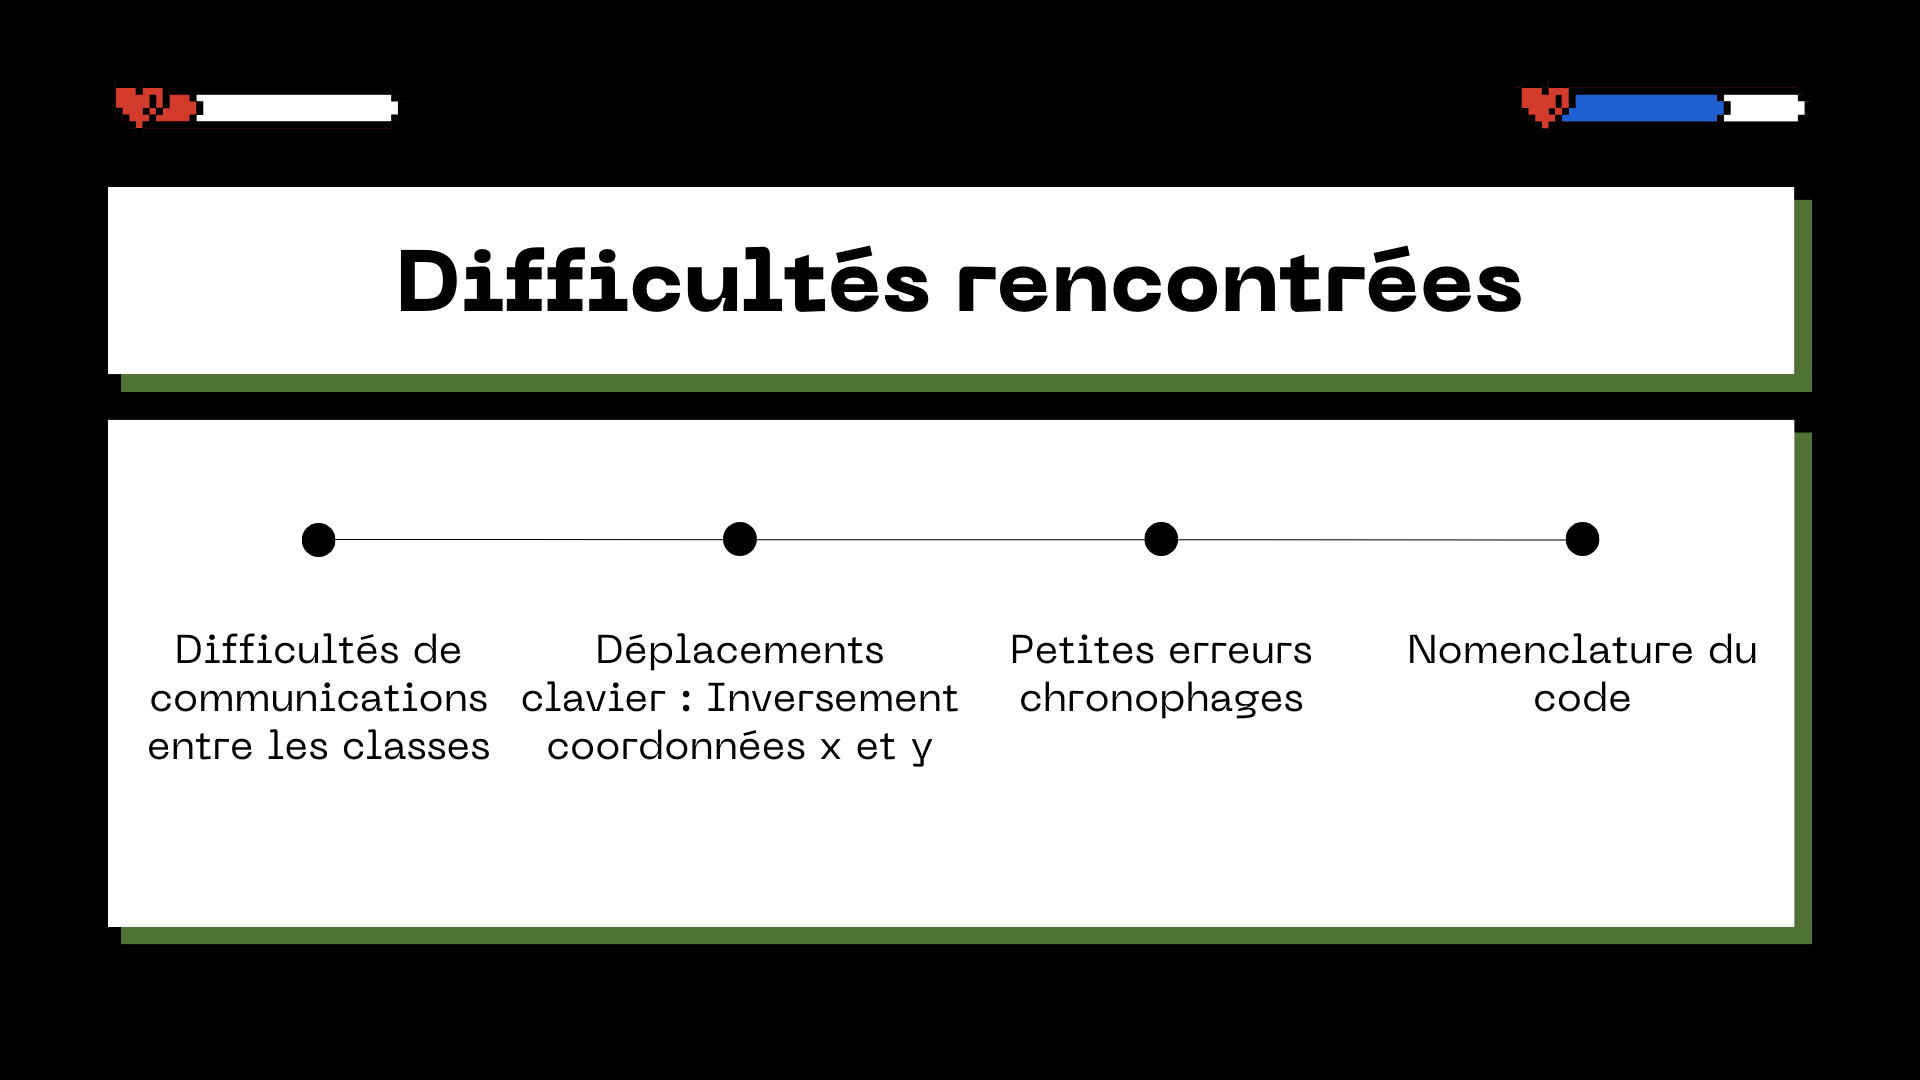 Difficultés rencontrées
Difficultés de
communications
entre les classes
Déplacements
clavier : Inversement
coordonnées x et y
Petites erreurs
chronophages
Nomenclature du
code